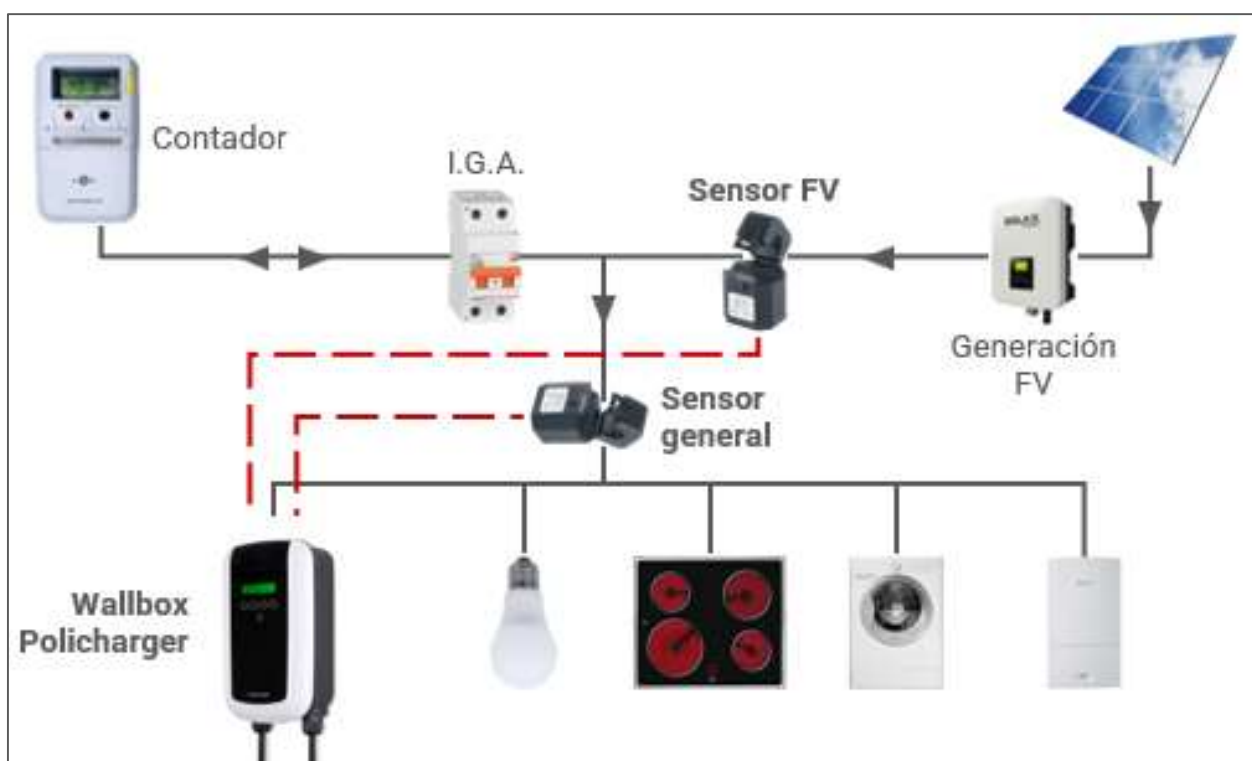 Contador
I.G.A.
Sensor FV
Generación
FV
Sensor
general
Wallbox
Policharger